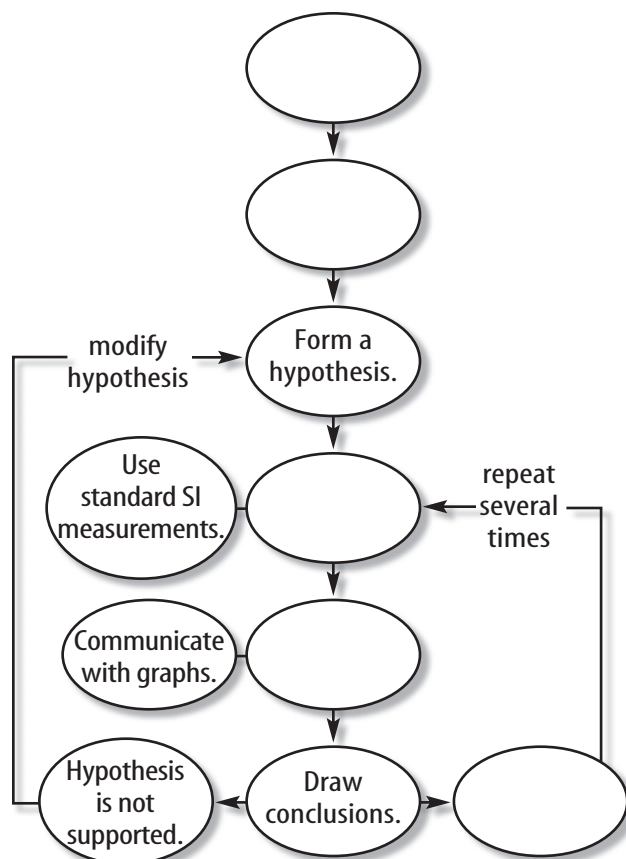 modify
hypothesis
Form a
hypothesis.
Use
standard SI
measurements.
repeat
several
times
Communicate
with graphs.
Hypothesis
is not
supported.
Draw
conclusions.